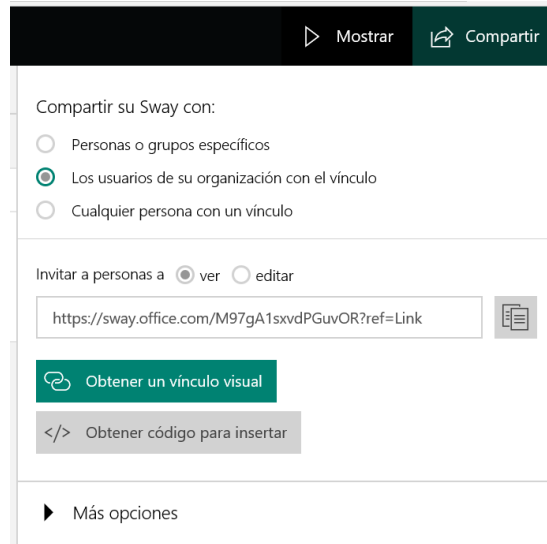 Mostrar Compartir
Compartir su Sway con:
Personas o grupos específicos
Los usuarios de su organización con el vínculo
Cualquier persona con un vínculo
Invitar a personas a ver editar
https://sway.office.com/M97gA1sxvdPGuvOR?ref=Link
Obtener un vínculo visual
</> Obtener código para insertar
Más opciones